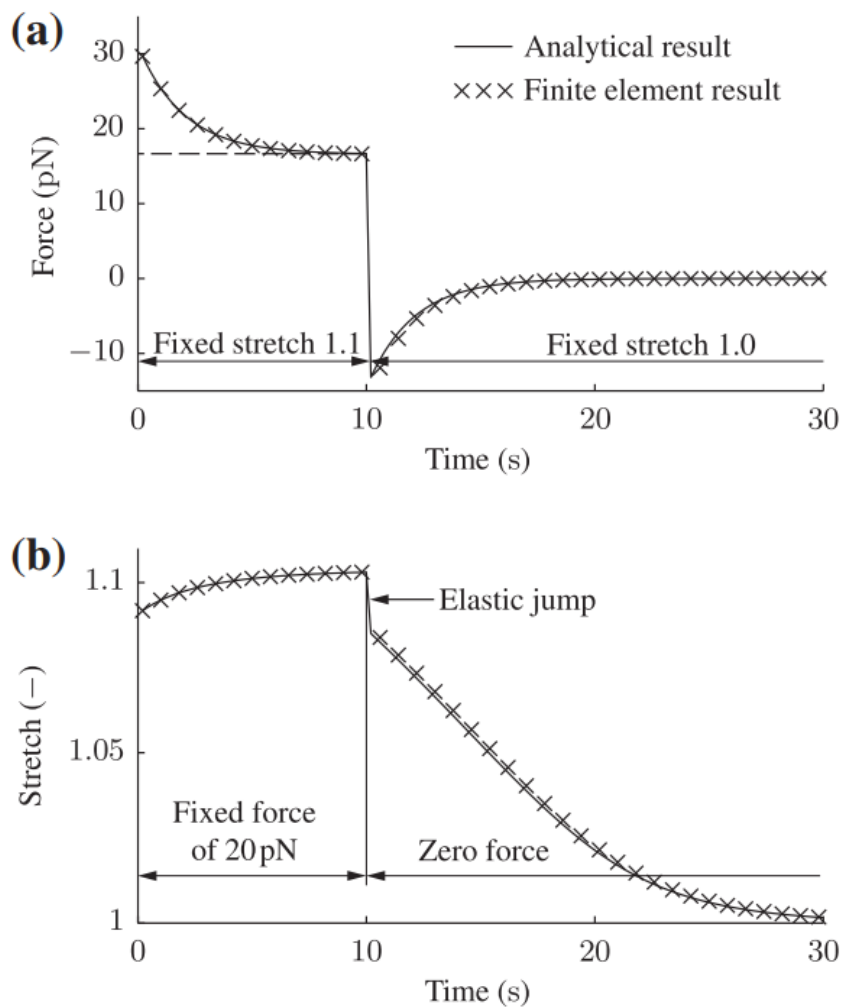 (a)
30
20
10
0
−10
Force (pN)
Analytical result
××× Finite element result
Fixed stretch 1.1
Fixed stretch 1.0
0
10
20
30
Time (s)
(b)
1.1
1.05
1
Stretch (−)
Elastic jump
Fixed force
of 20 pN
Zero force
0
10
20
30
Time (s)